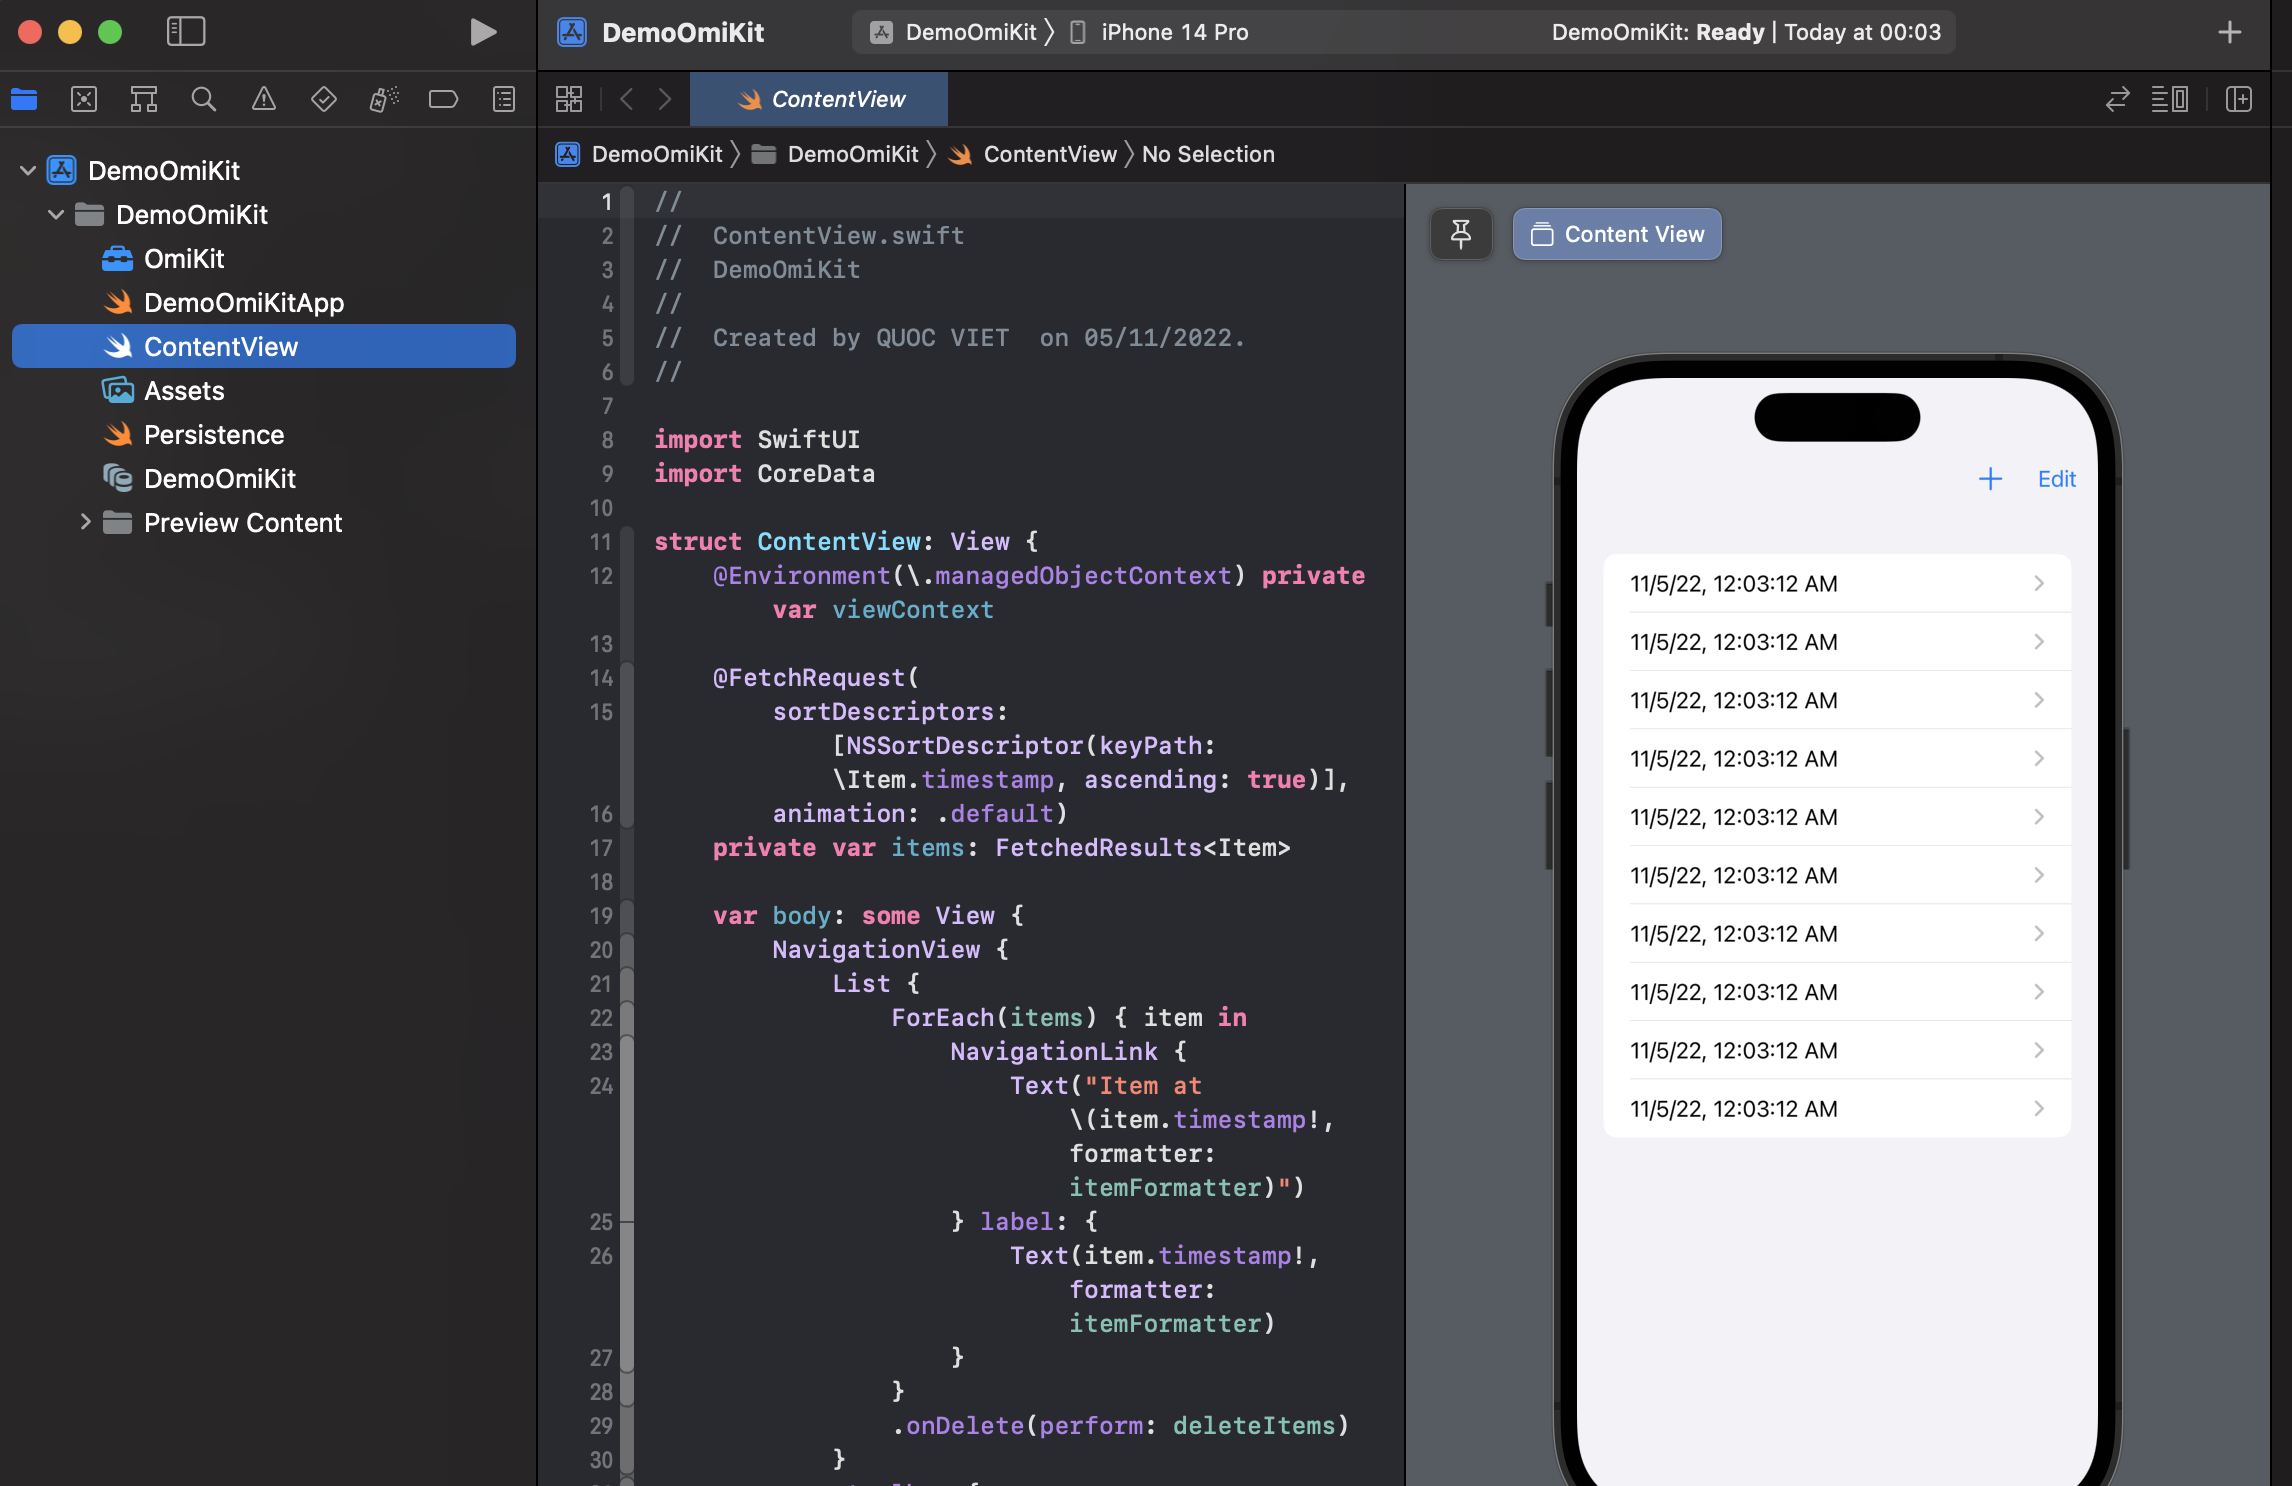 DemoOmiKit
DemoOmiKit 〉 iPhone 14 Pro
DemoOmiKit: Ready | Today at 00:03
ContentView
DemoOmiKit 〉 DemoOmiKit 〉 ContentView 〉 No Selection
DemoOmiKit
DemoOmiKit
OmiKit
DemoOmiKitApp
ContentView
Assets
Persistence
DemoOmiKit
Preview Content
1 //
2 //  ContentView.swift
3 //  DemoOmiKit
4 //
5 //  Created by QUOC VIET  on 05/11/2022.
6 //
7
8 import SwiftUI
9 import CoreData
10
11 struct ContentView: View {
12     @Environment(\.managedObjectContext) private
        var viewContext
13
14     @FetchRequest(
15         sortDescriptors:
            [NSSortDescriptor(keyPath:
            \Item.timestamp, ascending: true)],
16         animation: .default)
17     private var items: FetchedResults<Item>
18
19     var body: some View {
20         NavigationView {
21             List {
22                 ForEach(items) { item in
23                     NavigationLink {
24                         Text("Item at
                            \(item.timestamp!,
                            formatter:
                            itemFormatter)")
25                     } label: {
26                         Text(item.timestamp!,
                            formatter:
                            itemFormatter)
27                     }
28                 }
29                 .onDelete(perform: deleteItems)
30             }
Content View
Edit
11/5/22, 12:03:12 AM
11/5/22, 12:03:12 AM
11/5/22, 12:03:12 AM
11/5/22, 12:03:12 AM
11/5/22, 12:03:12 AM
11/5/22, 12:03:12 AM
11/5/22, 12:03:12 AM
11/5/22, 12:03:12 AM
11/5/22, 12:03:12 AM
11/5/22, 12:03:12 AM